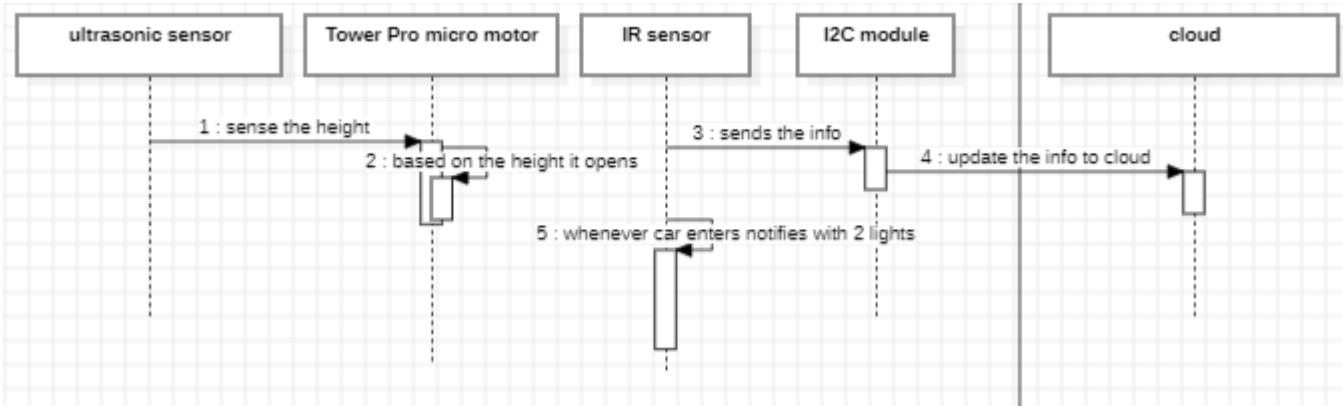 ultrasonic sensor
Tower Pro micro motor
IR sensor
I2C module
cloud
1 : sense the height
3 : sends the info
2 : based on the height it opens
4 : update the info to cloud
5 : whenever car enters notifies with 2 lights